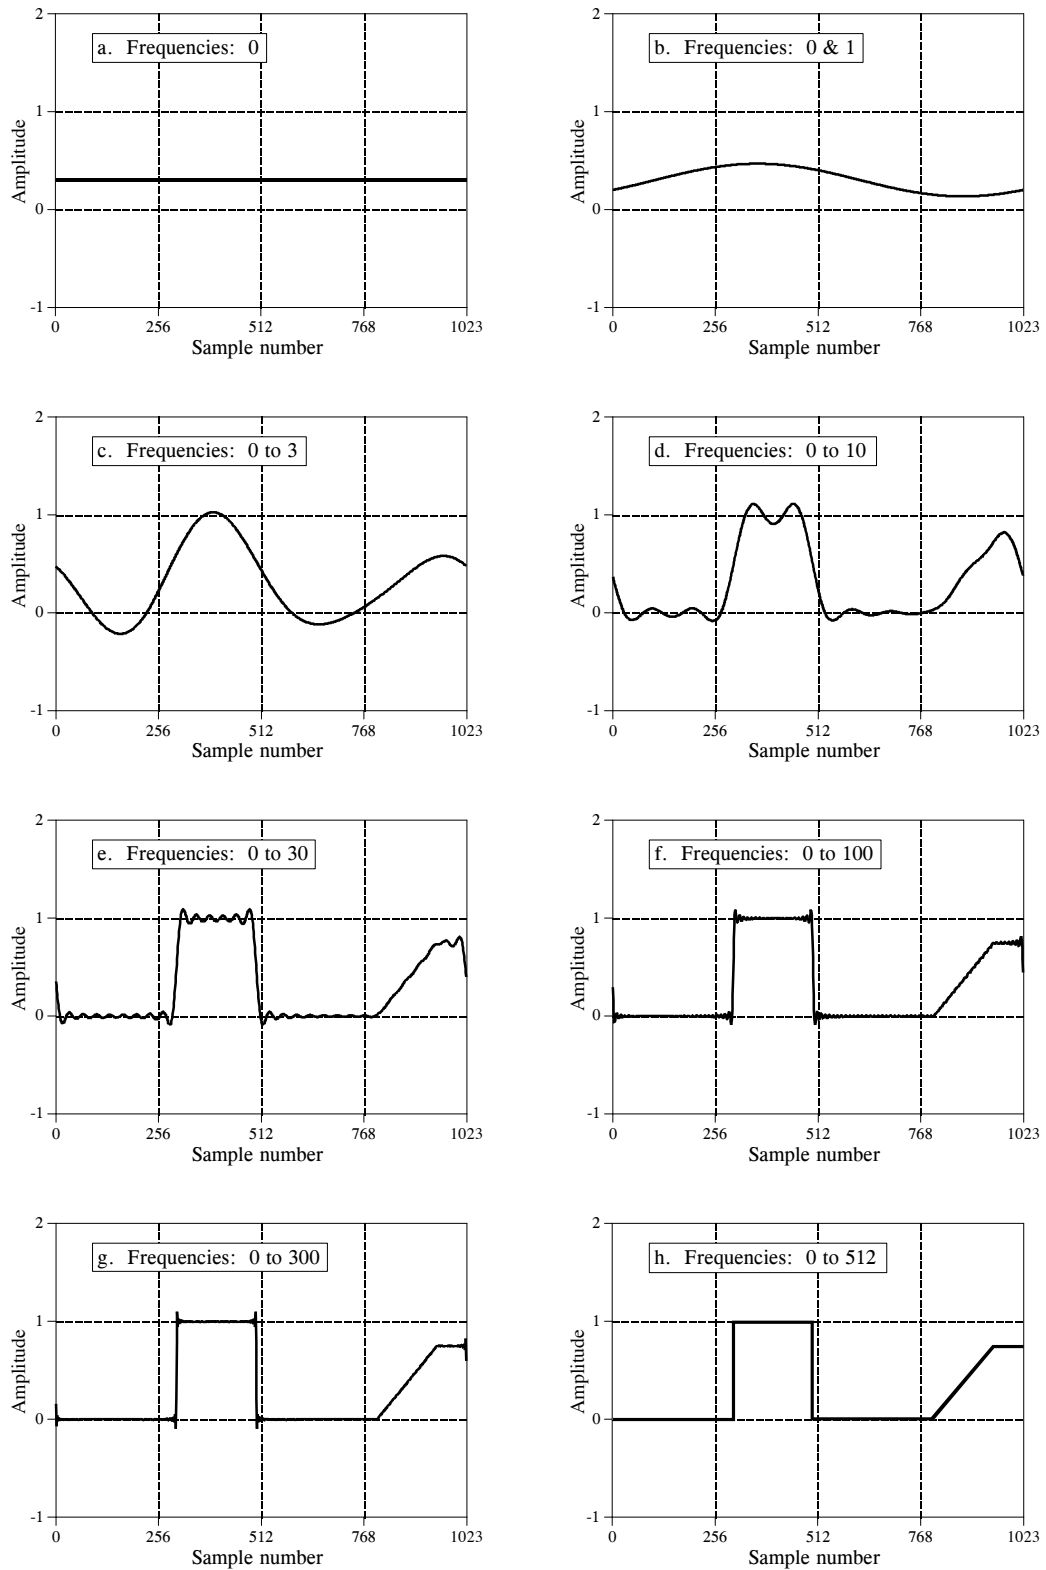 2
a. Frequencies: 0
1
Amplitude
0
-1
0 256 512 768 1023
Sample number
2
b. Frequencies: 0 & 1
1
Amplitude
0
-1
0 256 512 768 1023
Sample number
2
c. Frequencies: 0 to 3
1
Amplitude
0
-1
0 256 512 768 1023
Sample number
2
d. Frequencies: 0 to 10
1
Amplitude
0
-1
0 256 512 768 1023
Sample number
2
e. Frequencies: 0 to 30
1
Amplitude
0
-1
0 256 512 768 1023
Sample number
2
f. Frequencies: 0 to 100
1
Amplitude
0
-1
0 256 512 768 1023
Sample number
2
g. Frequencies: 0 to 300
1
Amplitude
0
-1
0 256 512 768 1023
Sample number
2
h. Frequencies: 0 to 512
1
Amplitude
0
-1
0 256 512 768 1023
Sample number